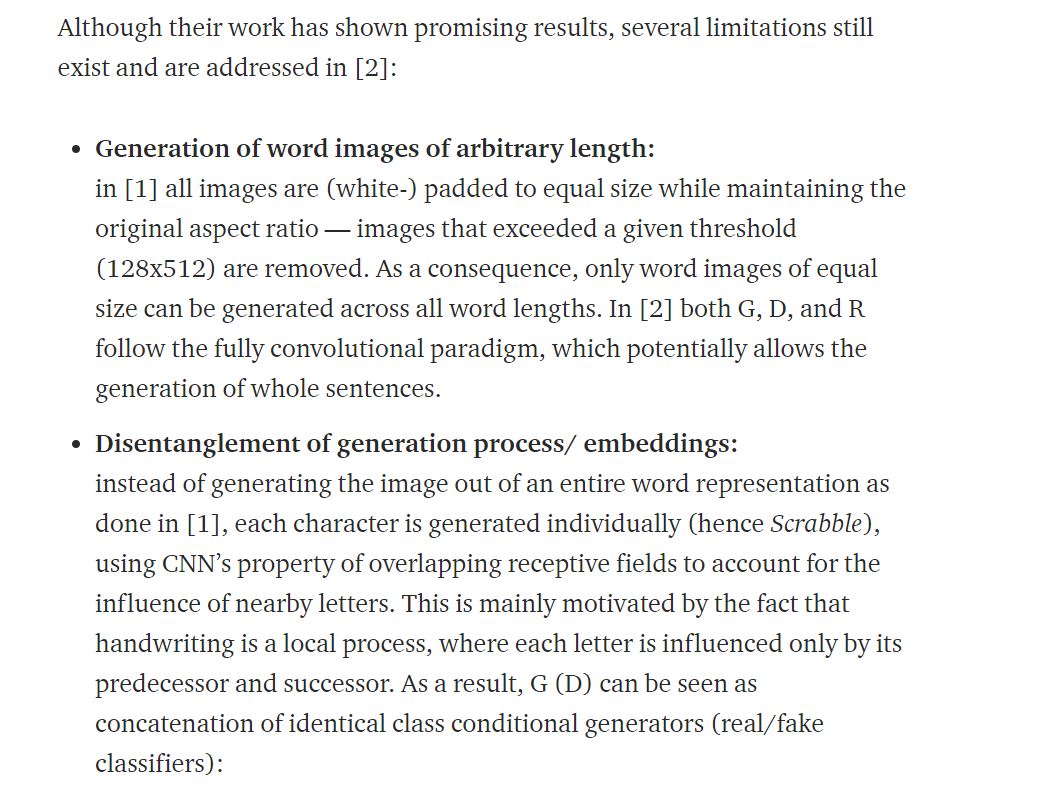 Although their work has shown promising results, several limitations still
exist and are addressed in [2]:
• Generation of word images of arbitrary length:
in [1] all images are (white-) padded to equal size while maintaining the
original aspect ratio — images that exceeded a given threshold
(128x512) are removed. As a consequence, only word images of equal
size can be generated across all word lengths. In [2] both G, D, and R
follow the fully convolutional paradigm, which potentially allows the
generation of whole sentences.
• Disentanglement of generation process/ embeddings:
instead of generating the image out of an entire word representation as
done in [1], each character is generated individually (hence Scrabble),
using CNN’s property of overlapping receptive fields to account for the
influence of nearby letters. This is mainly motivated by the fact that
handwriting is a local process, where each letter is influenced only by its
predecessor and successor. As a result, G (D) can be seen as
concatenation of identical class conditional generators (real/fake
classifiers):